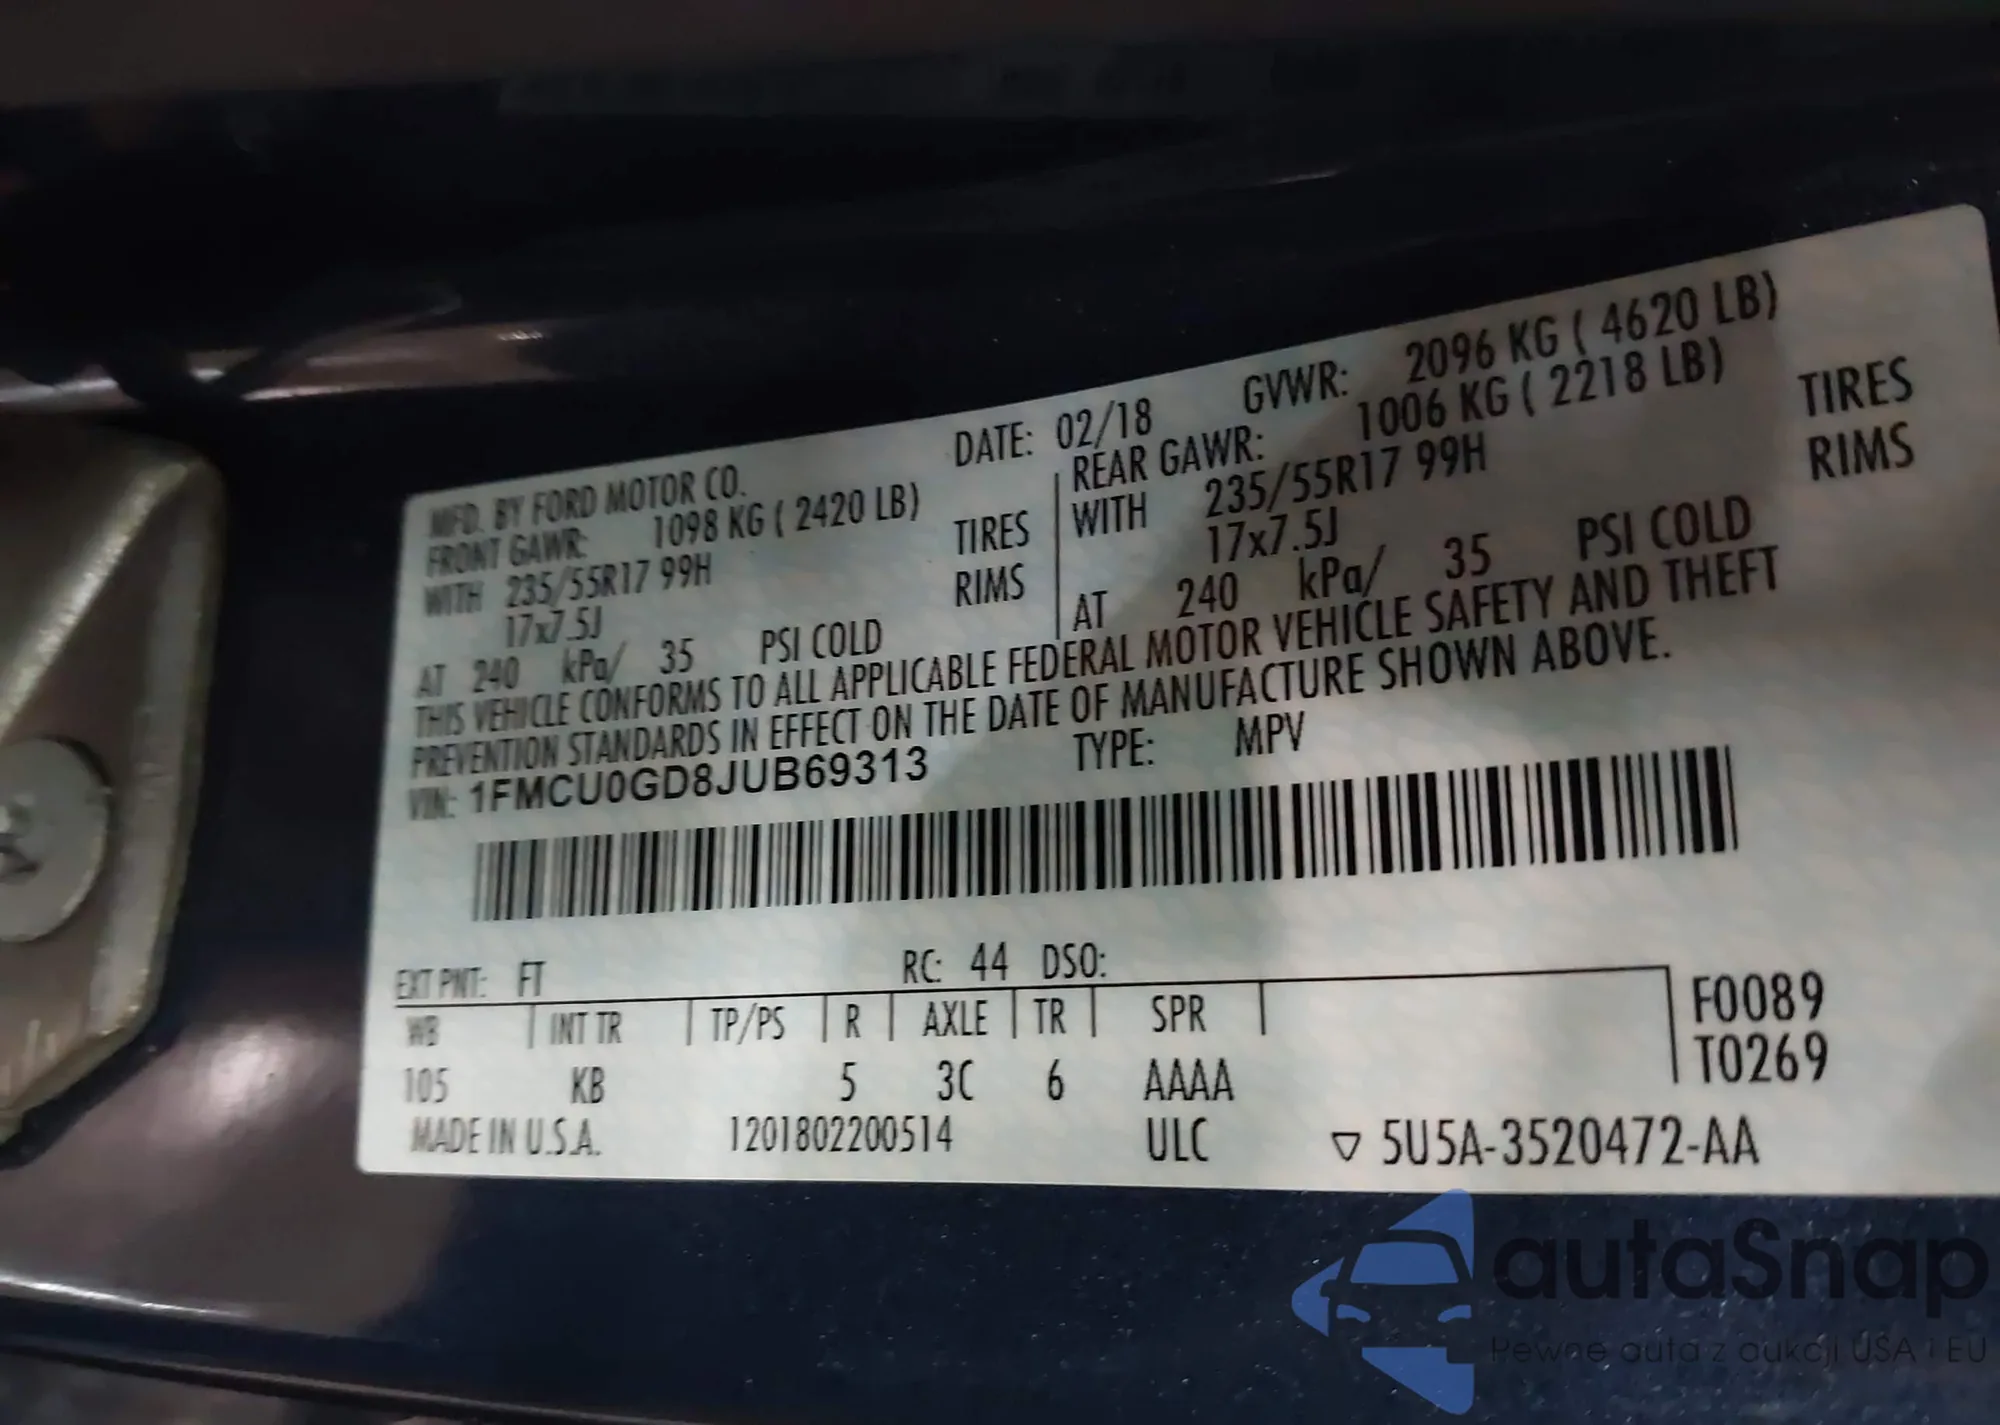 MFD. BY FORD MOTOR CO.
DATE: 02/18
GVWR: 2096 KG ( 4620 LB)
FRONT GAWR: 1098 KG ( 2420 LB)
WITH 235/55R17 99H TIRES
17x7.5J RIMS
AT 240 kPa/ 35 PSI COLD
REAR GAWR: 1006 KG ( 2218 LB)
WITH 235/55R17 99H TIRES
17x7.5J RIMS
AT 240 kPa/ 35 PSI COLD
THIS VEHICLE CONFORMS TO ALL APPLICABLE FEDERAL MOTOR VEHICLE SAFETY AND THEFT
PREVENTION STANDARDS IN EFFECT ON THE DATE OF MANUFACTURE SHOWN ABOVE.
VIN: 1FMCU0GD8JUB69313
TYPE: MPV
EXT PNT: FT RC: 44 DSO:
WB INT TR TP/PS R AXLE TR SPR
105 KB 5 3C 6 AAAA
F0089
T0269
MADE IN U.S.A. 1201802200514 ULC ▽ 5U5A-3520472-AA
autaSnap
Pewne auta z aukcji USA i EU